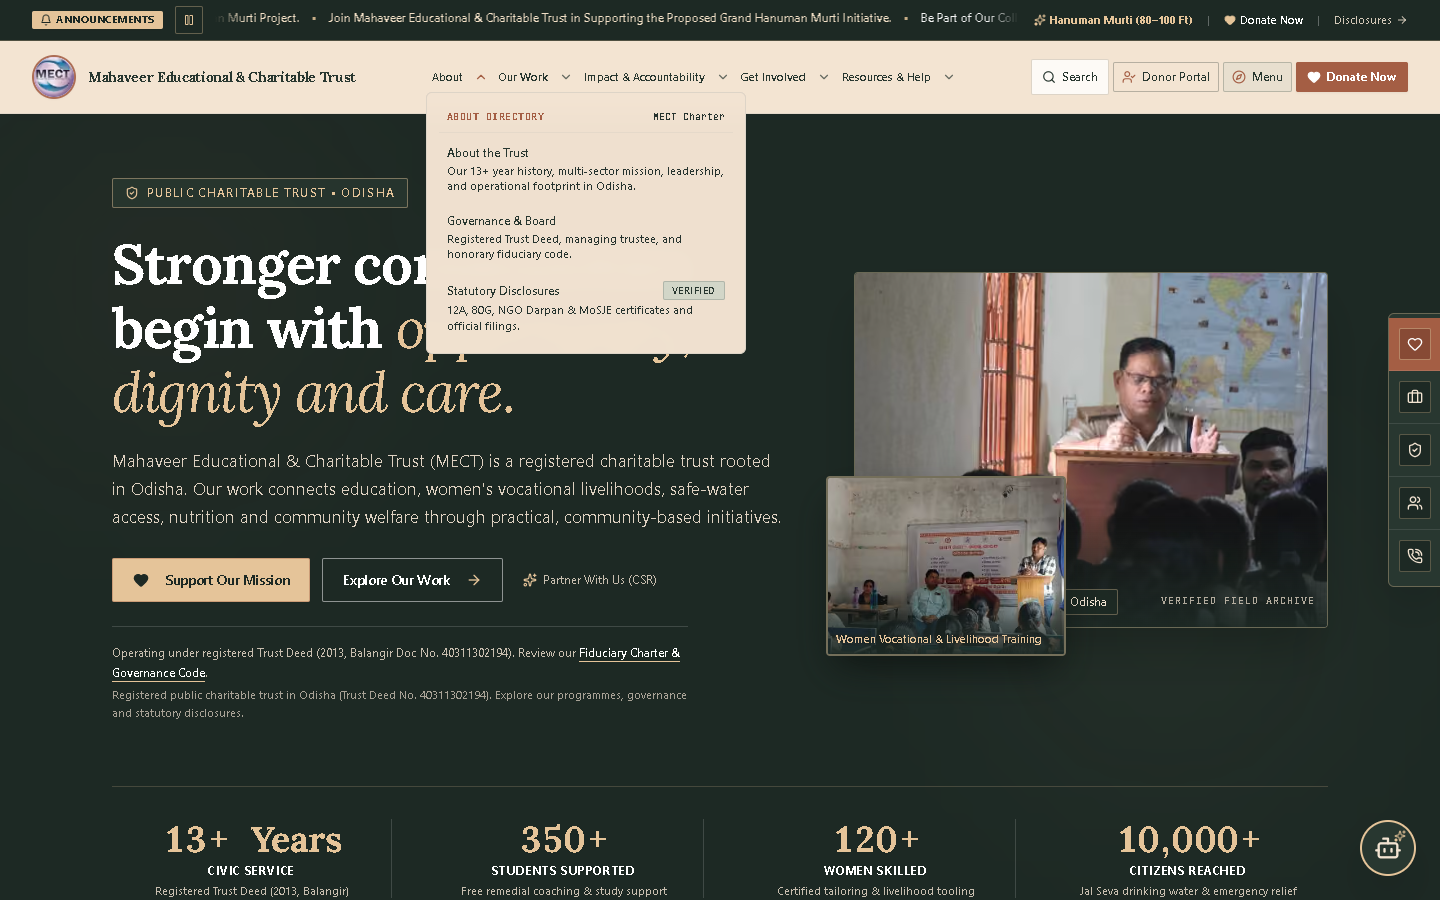 ANNOUNCEMENTS
Murti Project. • Join Mahaveer Educational & Charitable Trust in Supporting the Proposed Grand Hanuman Murti Initiative. • Be Part of Our
Hanuman Murti (80–100 Ft)
Donate Now
Disclosures →
MECT
Mahaveer Educational & Charitable Trust
About
Our Work
Impact & Accountability
Get Involved
Resources & Help
Search
Donor Portal
Menu
Donate Now
ABOUT DIRECTORY
MECT Charter
About the Trust
Our 13+ year history, multi-sector mission, leadership,
and operational footprint in Odisha.
Governance & Board
Registered Trust Deed, managing trustee, and
honorary fiduciary code.
Statutory Disclosures
VERIFIED
12A, 80G, NGO Darpan & MoSJE certificates and
official filings.
PUBLIC CHARITABLE TRUST • ODISHA
Stronger
begin with
dignity and care.
Mahaveer Educational & Charitable Trust (MECT) is a registered charitable trust rooted
in Odisha. Our work connects education, women's vocational livelihoods, safe-water
access, nutrition and community welfare through practical, community-based initiatives.
Support Our Mission
Explore Our Work →
Partner With Us (CSR)
Operating under registered Trust Deed (2013, Balangir Doc No. 40311302194). Review our Fiduciary Charter &
Governance Code.
Registered public charitable trust in Odisha (Trust Deed No. 40311302194). Explore our programmes, governance
and statutory disclosures.
Odisha
VERIFIED FIELD ARCHIVE
Women Vocational & Livelihood Training
13+ Years
CIVIC SERVICE
Registered Trust Deed (2013, Balangir)
350+
STUDENTS SUPPORTED
Free remedial coaching & study support
120+
WOMEN SKILLED
Certified tailoring & livelihood tooling
10,000+
CITIZENS REACHED
Jal Seva drinking water & emergency relief